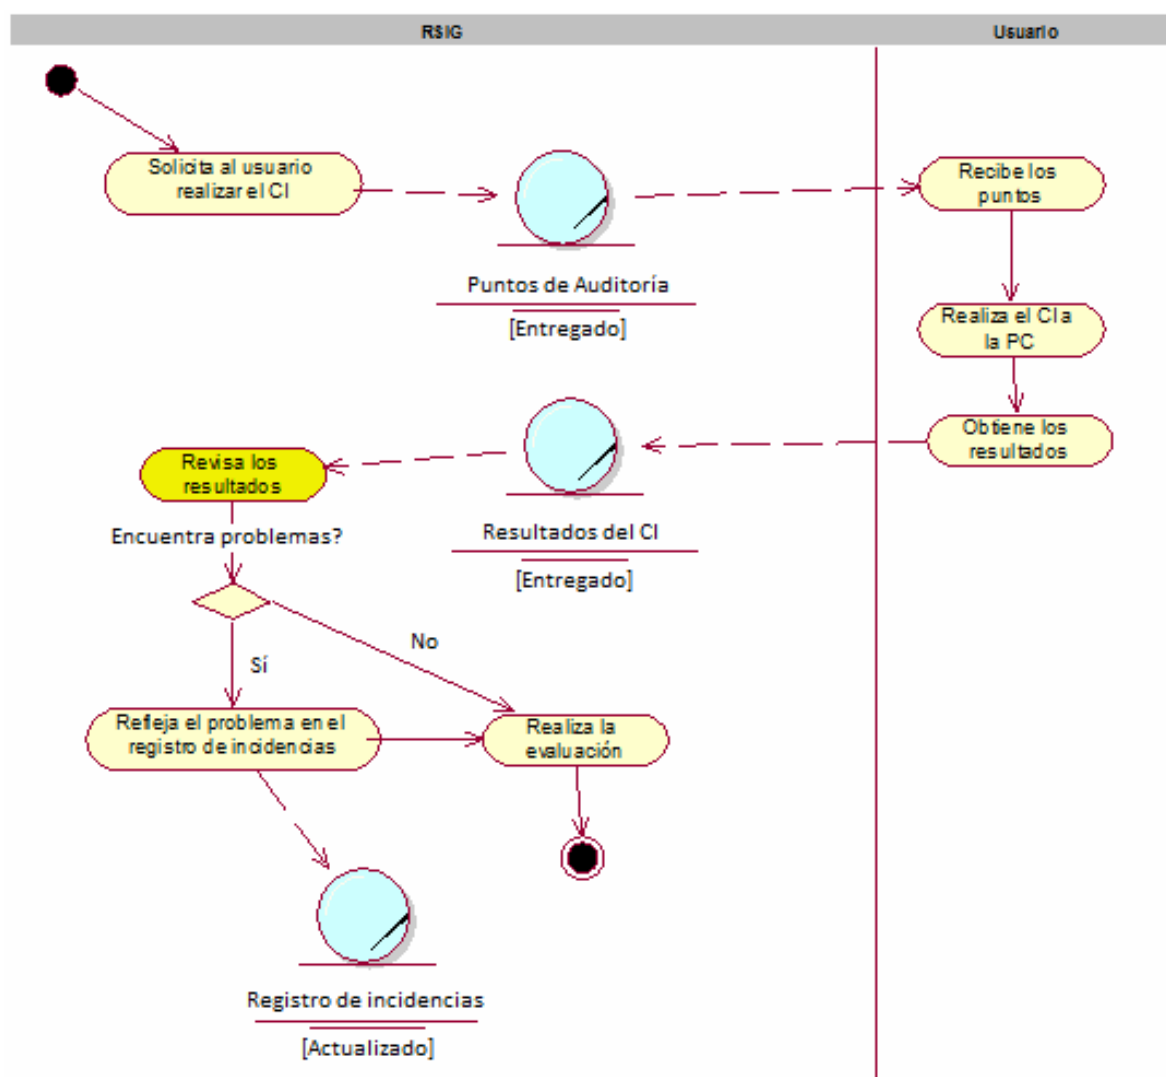 RSIG
Usuario
Solicita al usuario
realizar el CI
Recibe los
puntos
Puntos de Auditoría
[Entregado]
Realiza el CI a
la PC
Obtiene los
resultados
Revisa los
resultados
Resultados del CI
[Entregado]
Encuentra problemas?
No
Sí
Refleja el problema en el
registro de incidencias
Realiza la
evaluación
Registro de incidencias
[Actualizado]